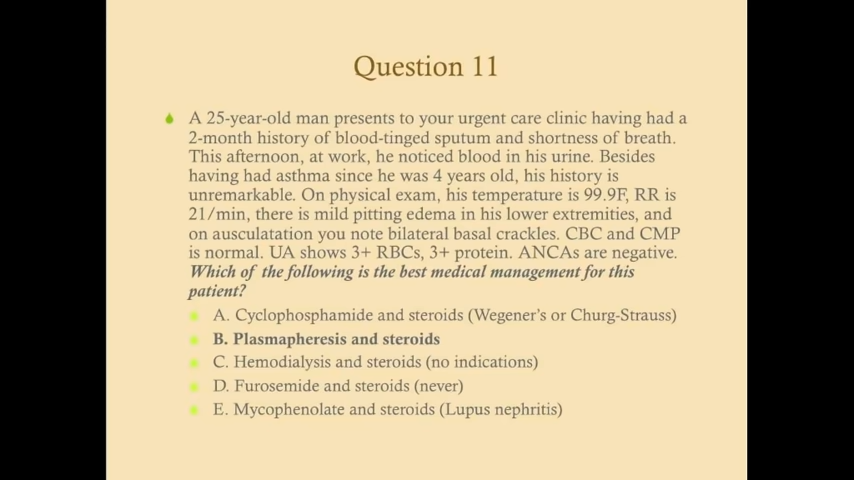 Question 11
A 25-year-old man presents to your urgent care clinic having had a
2-month history of blood-tinged sputum and shortness of breath.
This afternoon, at work, he noticed blood in his urine. Besides
having had asthma since he was 4 years old, his history is
unremarkable. On physical exam, his temperature is 99.9F, RR is
21/min, there is mild pitting edema in his lower extremities, and
on ausculatation you note bilateral basal crackles. CBC and CMP
is normal. UA shows 3+ RBCs, 3+ protein. ANCAs are negative.
Which of the following is the best medical management for this
patient?
A. Cyclophosphamide and steroids (Wegener's or Churg-Strauss)
B. Plasmapheresis and steroids
C. Hemodialysis and steroids (no indications)
D. Furosemide and steroids (never)
E. Mycophenolate and steroids (Lupus nephritis)